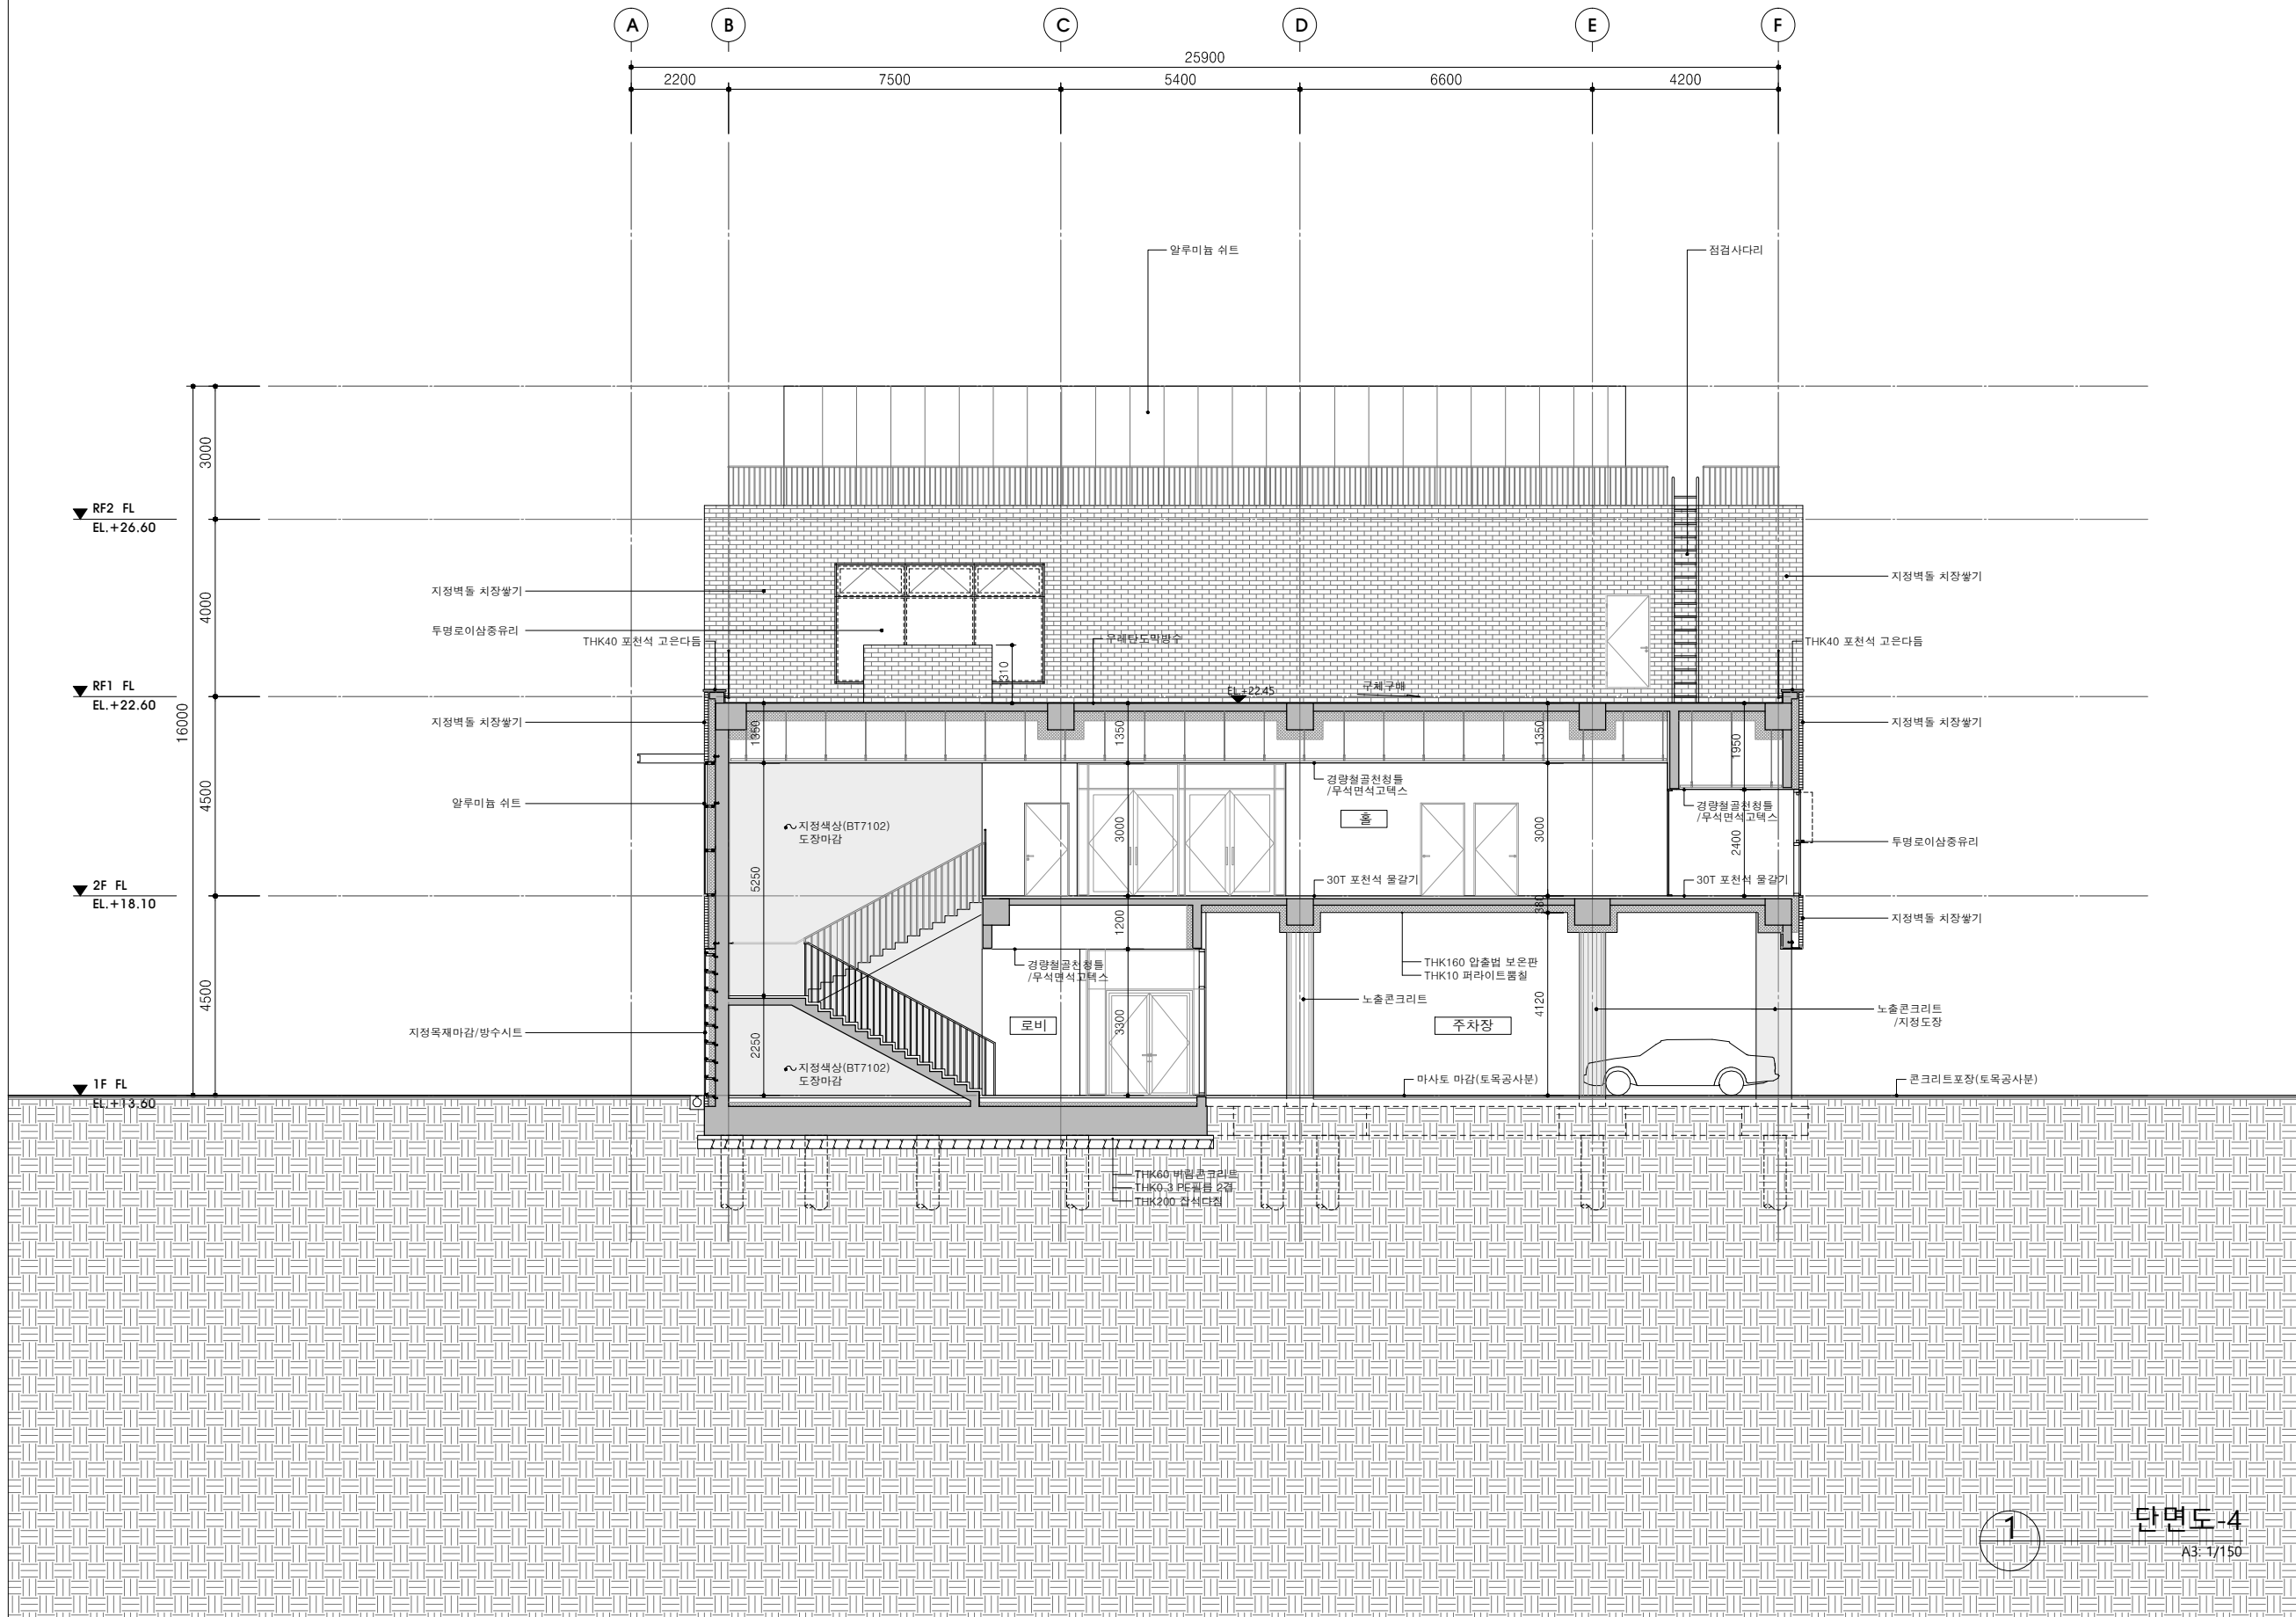 A B C D E F
25900
2200 7500 5400 6600 4200
알루미늄 쉬트
점검사다리
3000
RF2 FL
EL.+26.60
지정벽돌 치장쌓기
지정벽돌 치장쌓기
4000
투명로이삼중유리
THK40 포천석 고은다듬
우레탄도막방수
THK40 포천석 고은다듬
RF1 FL
EL.+22.60
EL.+22.45
구체구배
16000
지정벽돌 치장쌓기
1350
1350
1350
1950
지정벽돌 치장쌓기
4500
알루미늄 쉬트
경량철골천정틀
/무석면석고텍스
경량철골천정틀
/무석면석고텍스
홀
지정색상(BT7102)
도장마감
3000
3000
2400
투명로이삼중유리
5250
30T 포천석 물갈기
30T 포천석 물갈기
2F FL
EL.+18.10
380
1200
지정벽돌 치장쌓기
경량철골천정틀
/무석면석고텍스
THK160 압출법 보온판
THK10 퍼라이트뿜칠
4500
노출콘크리트
4120
노출콘크리트
/지정도장
로비
3300
주차장
지정목재마감/방수시트
2250
지정색상(BT7102)
도장마감
마사토 마감(토목공사분)
콘크리트포장(토목공사분)
1F FL
EL.+13.60
THK60 버림콘크리트
THK0.3 PE필름 2겹
THK200 잡석다짐
1
단면도-4
A3: 1/150